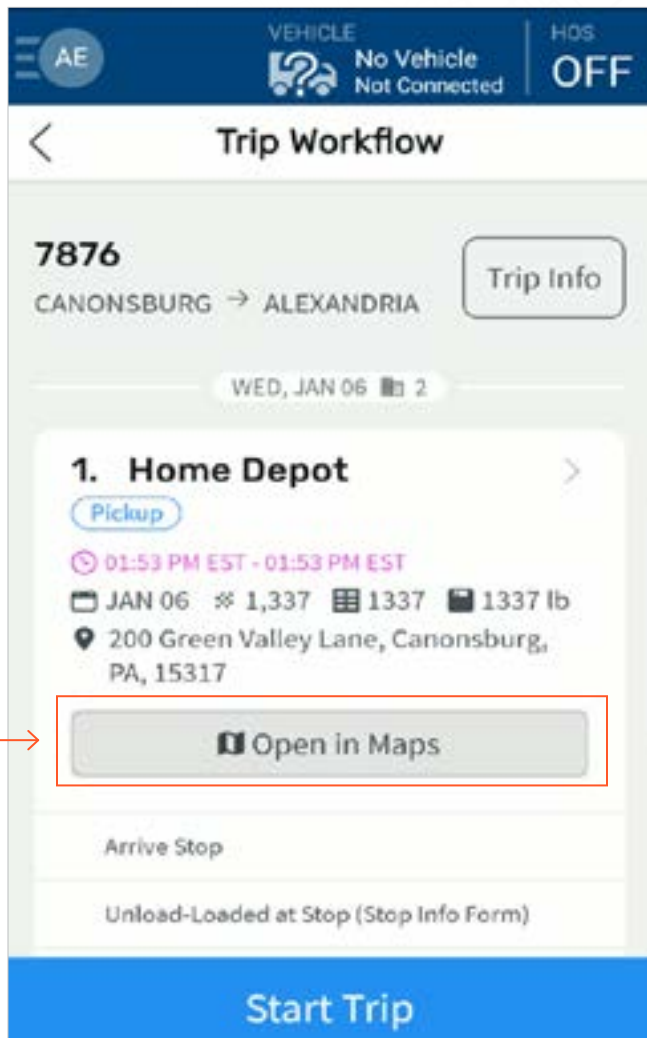 AE
VEHICLE
No Vehicle
Not Connected
HOS
OFF
Trip Workflow
7876
CANONSBURG → ALEXANDRIA
Trip Info
WED, JAN 06 2
1. Home Depot
Pickup
01:53 PM EST - 01:53 PM EST
JAN 06 1,337 1337 1337 lb
200 Green Valley Lane, Canonsburg,
PA, 15317
Open in Maps
Arrive Stop
Unload-Loaded at Stop (Stop Info Form)
Start Trip